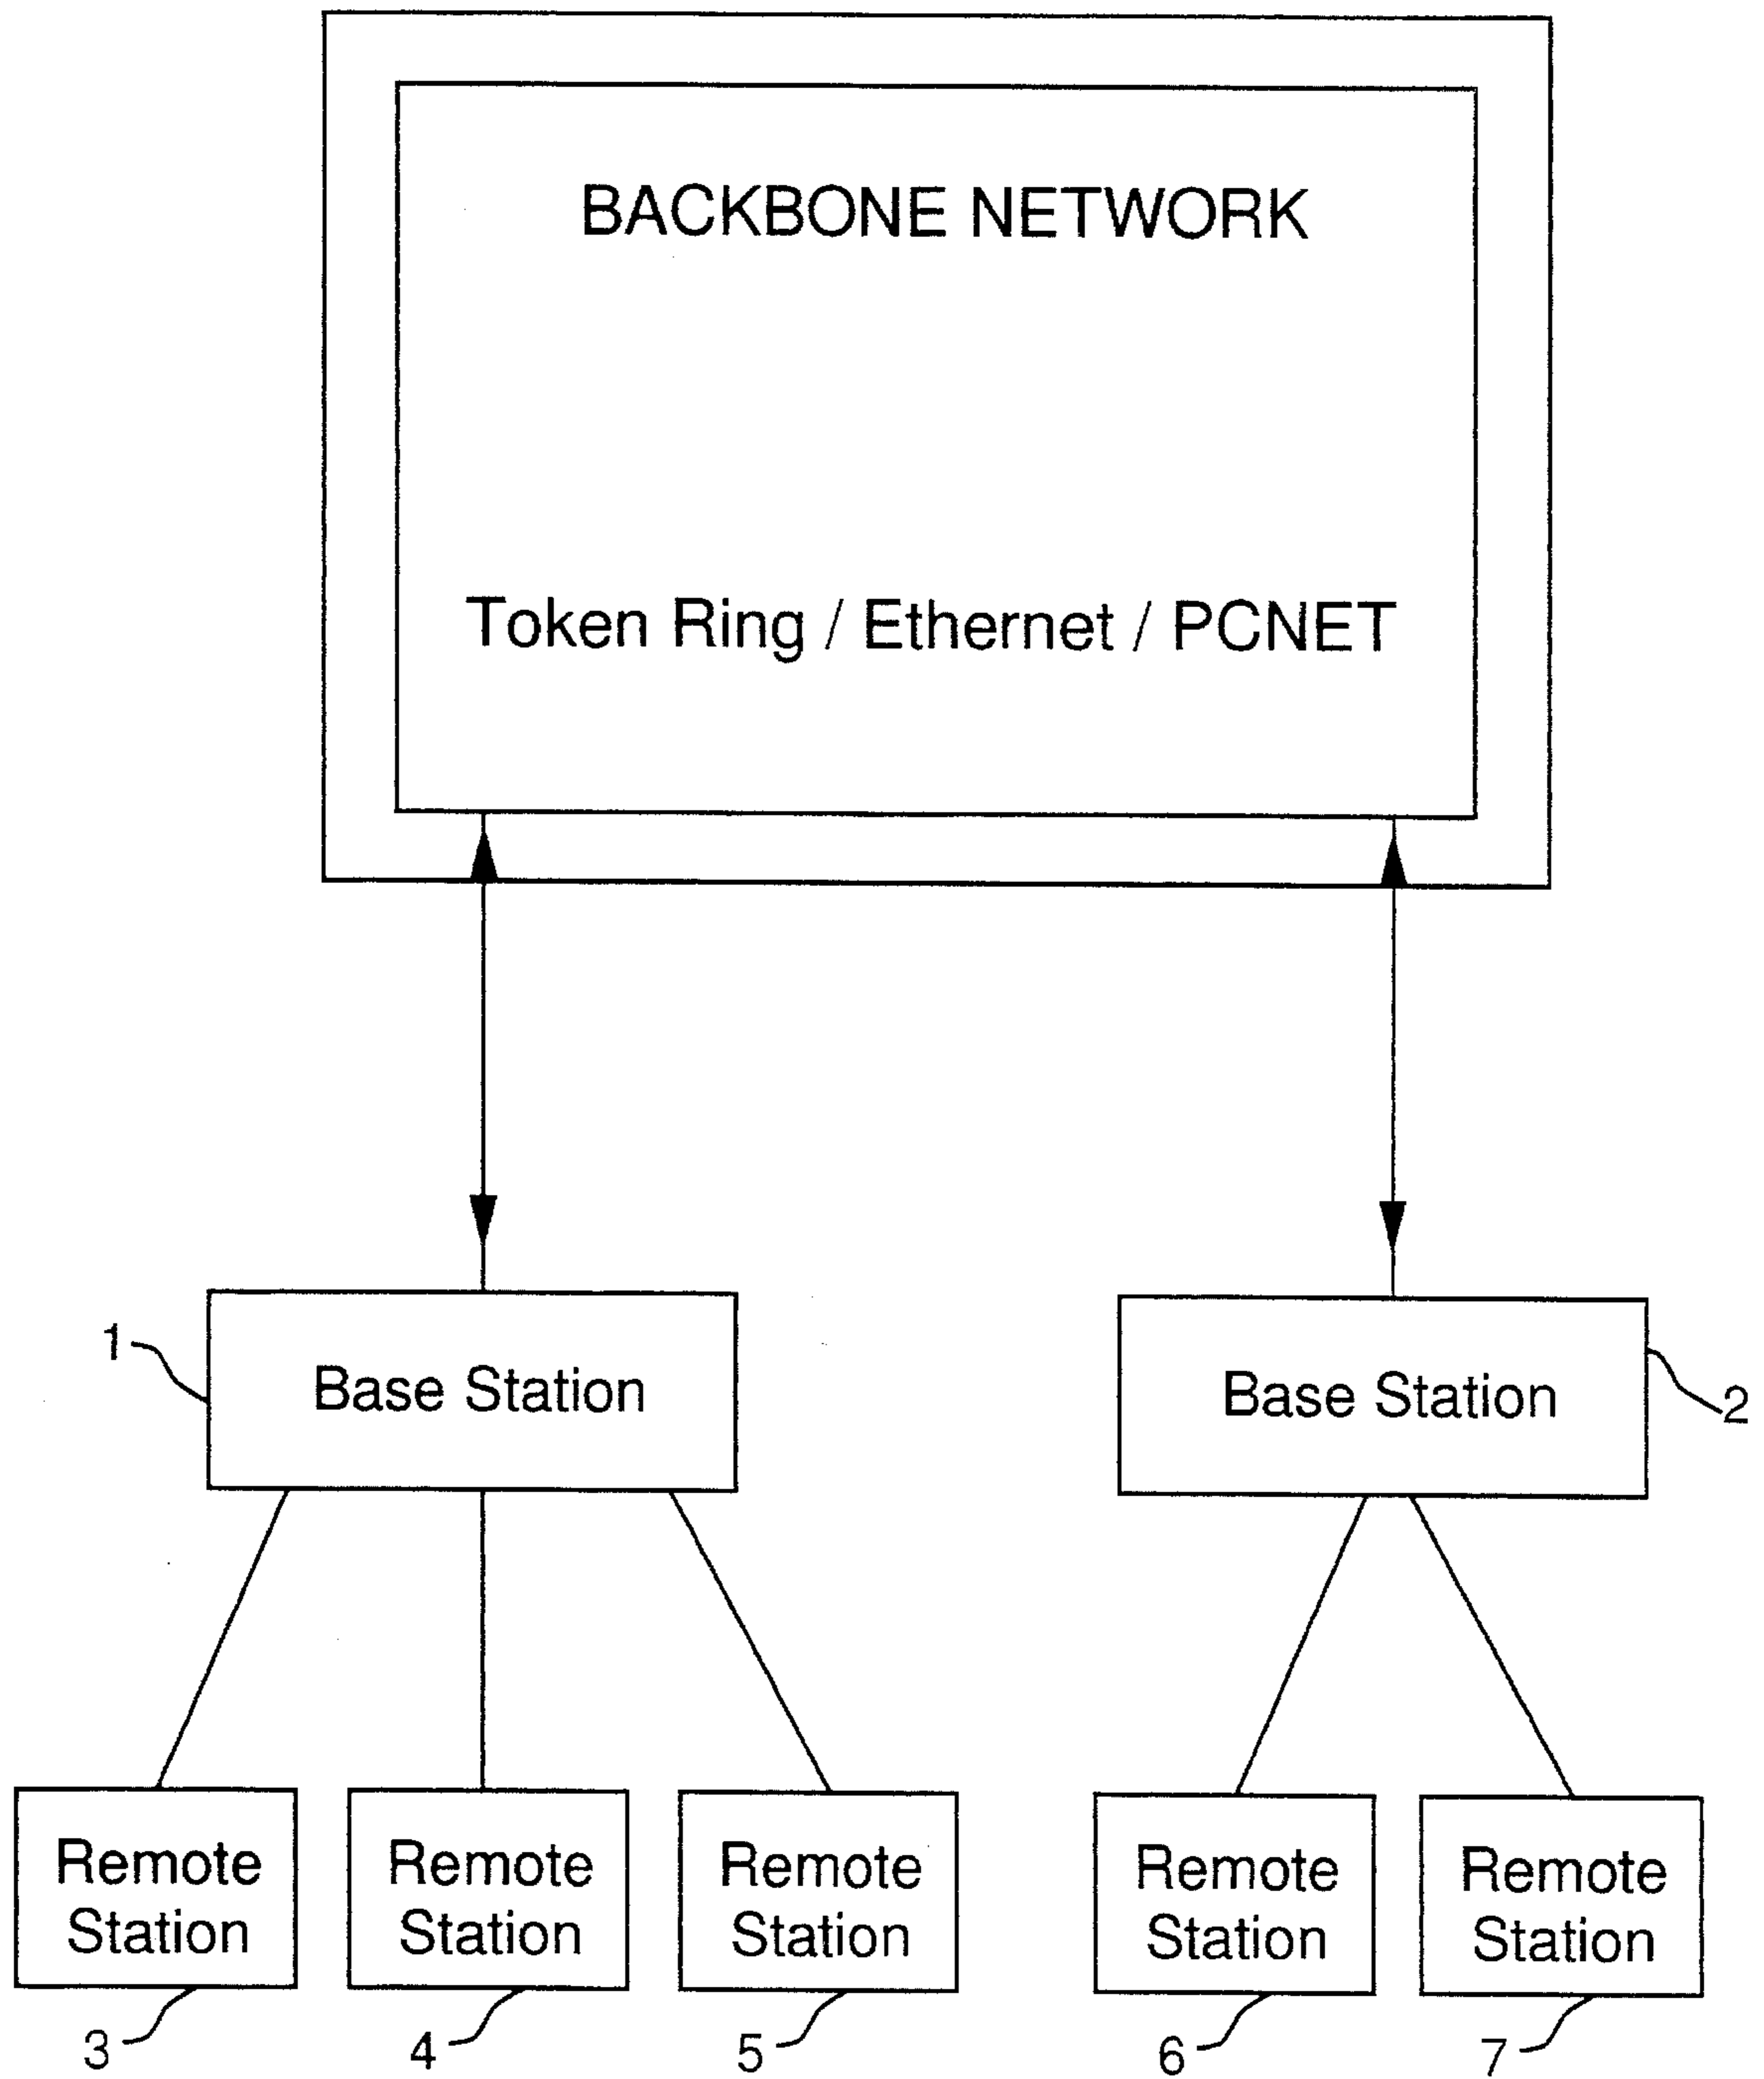 BACKBONE NETWORK
Token Ring / Ethernet / PCNET
1
Base Station
Base Station
2
Remote
Station
Remote
Station
Remote
Station
Remote
Station
Remote
Station
3
4
5
6
7